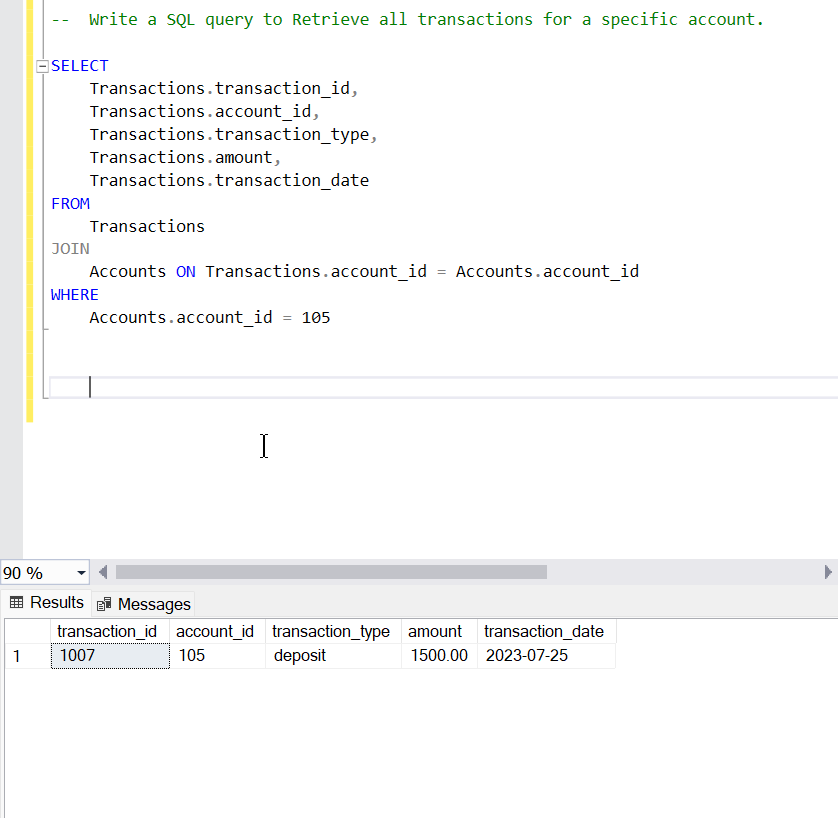 -- Write a SQL query to Retrieve all transactions for a specific account.
SELECT
Transactions.transaction_id,
Transactions.account_id,
Transactions.transaction_type,
Transactions.amount,
Transactions.transaction_date
FROM
Transactions
JOIN
Accounts ON Transactions.account_id = Accounts.account_id
WHERE
Accounts.account_id = 105
90 %
Results Messages
transaction_id account_id transaction_type amount transaction_date
1 1007 105 deposit 1500.00 2023-07-25